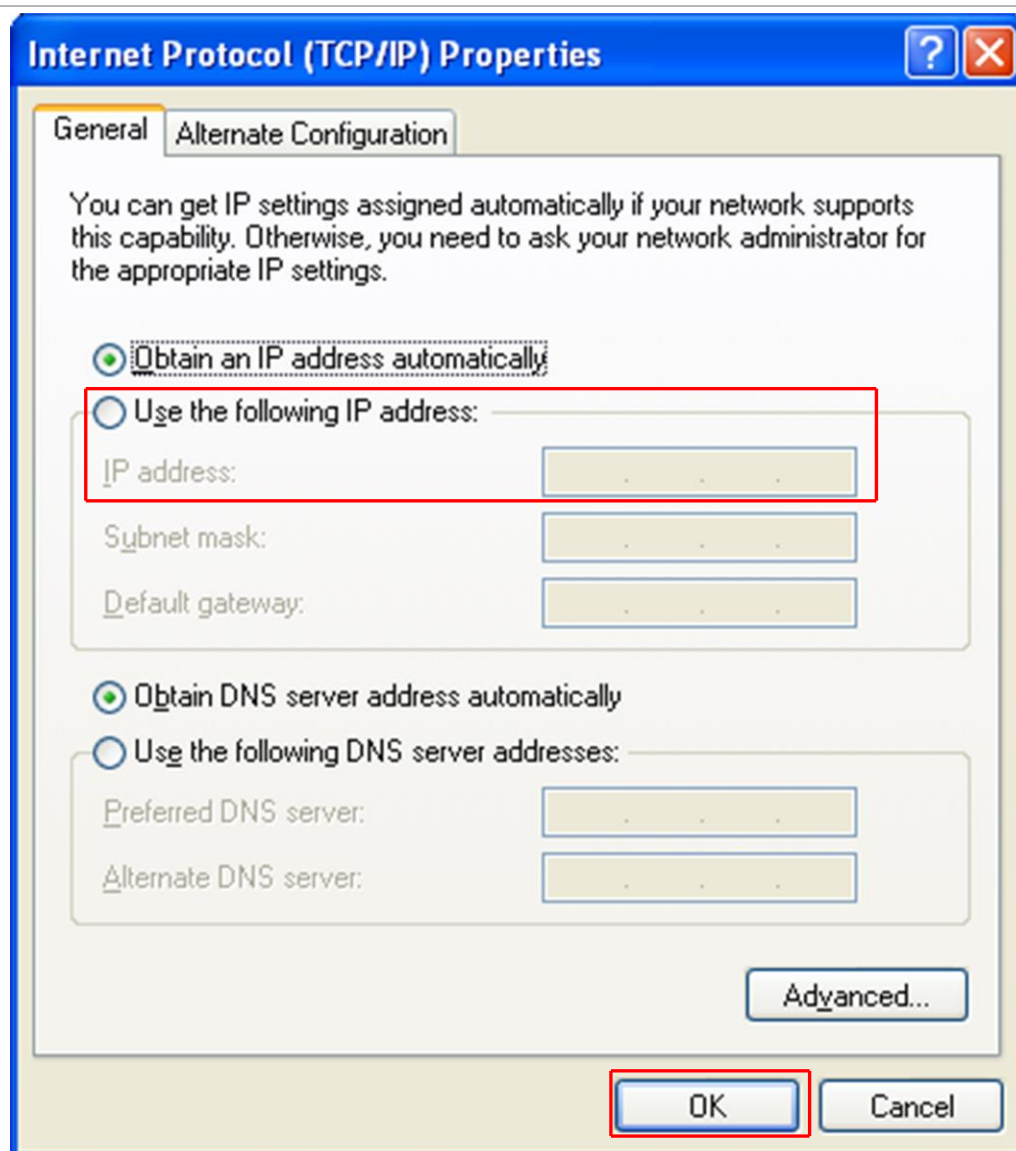 Internet Protocol (TCP/IP) Properties
General
Alternate Configuration
You can get IP settings assigned automatically if your network supports
this capability. Otherwise, you need to ask your network administrator for
the appropriate IP settings.
Obtain an IP address automatically
Use the following IP address:
IP address:
Subnet mask:
Default gateway:
Obtain DNS server address automatically
Use the following DNS server addresses:
Preferred DNS server:
Alternate DNS server:
Advanced...
OK
Cancel